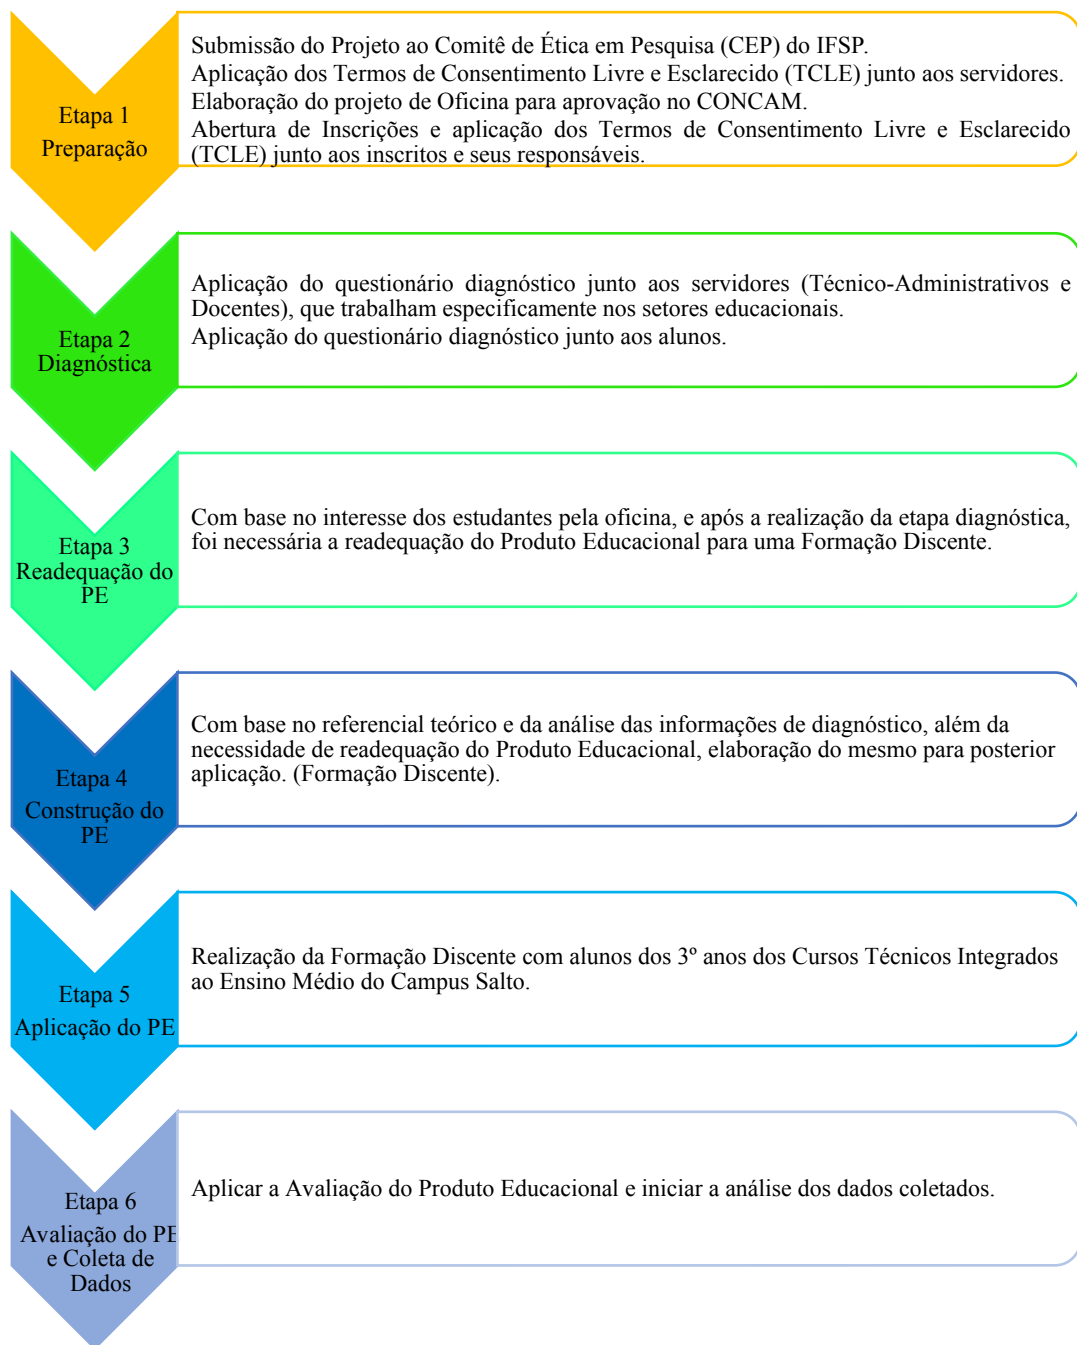 Etapa 1
Preparação
Submissão do Projeto ao Comitê de Ética em Pesquisa (CEP) do IFSP.
Aplicação dos Termos de Consentimento Livre e Esclarecido (TCLE) junto aos servidores.
Elaboração do projeto de Oficina para aprovação no CONCAM.
Abertura de Inscrições e aplicação dos Termos de Consentimento Livre e Esclarecido
(TCLE) junto aos inscritos e seus responsáveis.
Etapa 2
Diagnóstica
Aplicação do questionário diagnóstico junto aos servidores (Técnico-Administrativos e
Docentes), que trabalham especificamente nos setores educacionais.
Aplicação do questionário diagnóstico junto aos alunos.
Etapa 3
Readequação do
PE
Com base no interesse dos estudantes pela oficina, e após a realização da etapa diagnóstica,
foi necessária a readequação do Produto Educacional para uma Formação Discente.
Etapa 4
Construção do
PE
Com base no referencial teórico e da análise das informações de diagnóstico, além da
necessidade de readequação do Produto Educacional, elaboração do mesmo para posterior
aplicação. (Formação Discente).
Etapa 5
Aplicação do PE
Realização da Formação Discente com alunos dos 3º anos dos Cursos Técnicos Integrados
ao Ensino Médio do Campus Salto.
Etapa 6
Avaliação do PE
e Coleta de
Dados
Aplicar a Avaliação do Produto Educacional e iniciar a análise dos dados coletados.